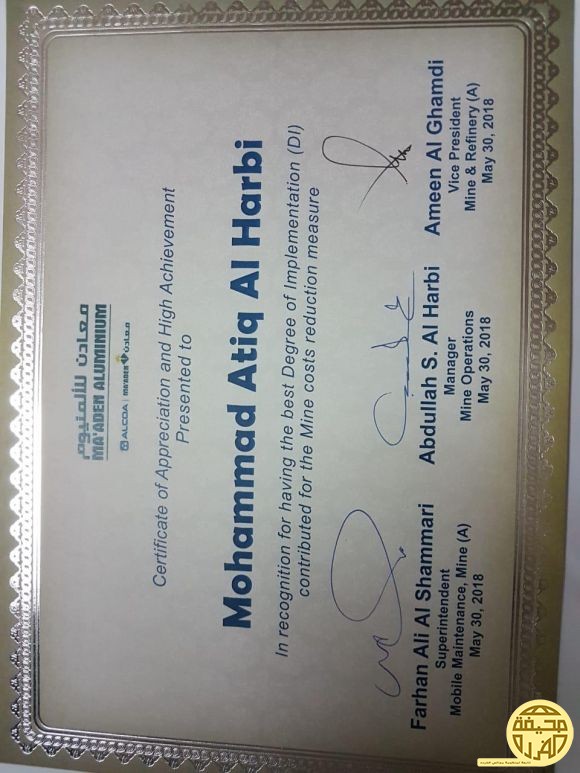 معادن للألمنيوم
MA'ADEN ALUMINIUM
ALCOA | MA'ADEN معادن
Certificate of Appreciation and High Achievement
Presented to
Mohammad Atiq Al Harbi
In recognition for having the best Degree of Implementation (DI)
contributed for the Mine costs reduction measure
Farhan Ali Al Shammari
Superintendent
Mobile Maintenance, Mine (A)
May 30, 2018
Abdullah S. Al Harbi
Manager
Mine Operations
May 30, 2018
Ameen Al Ghamdi
Vice President
Mine & Refinery (A)
May 30, 2018
صحيفة